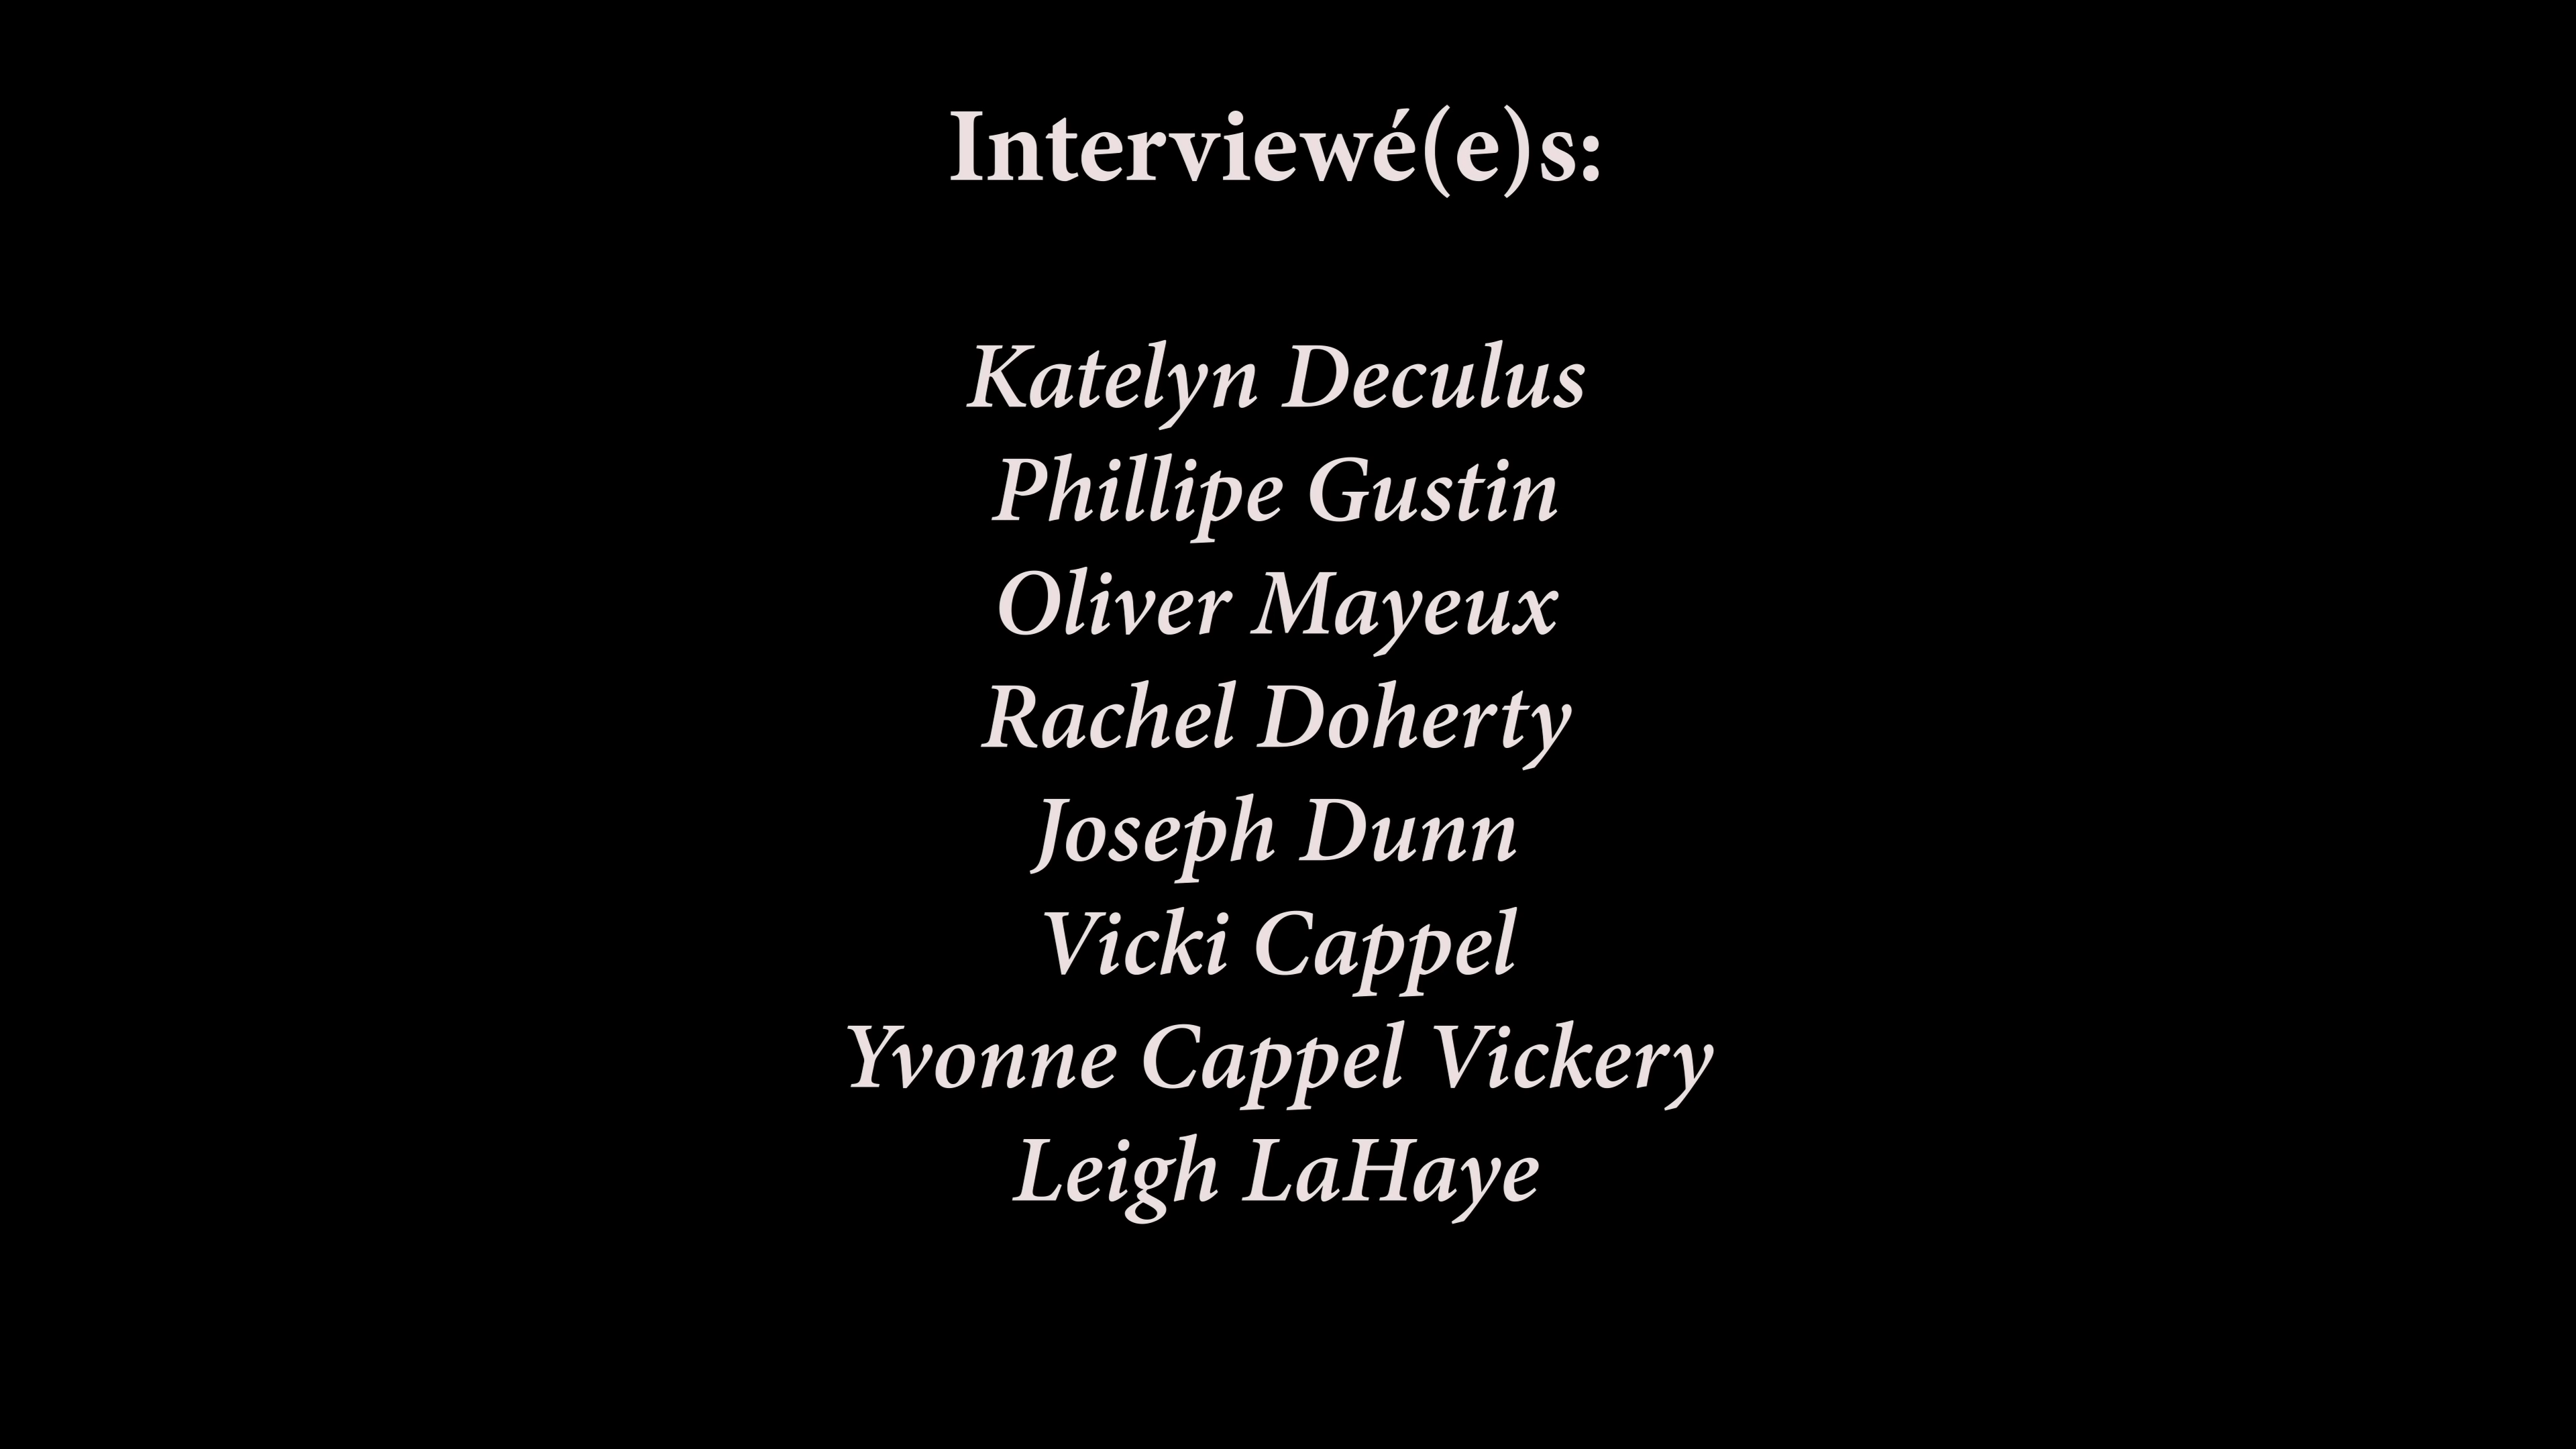 Interviewé(e)s:
Katelyn Deculus
Phillipe Gustin
Oliver Mayeux
Rachel Doherty
Joseph Dunn
Vicki Cappel
Yvonne Cappel Vickery
Leigh LaHaye